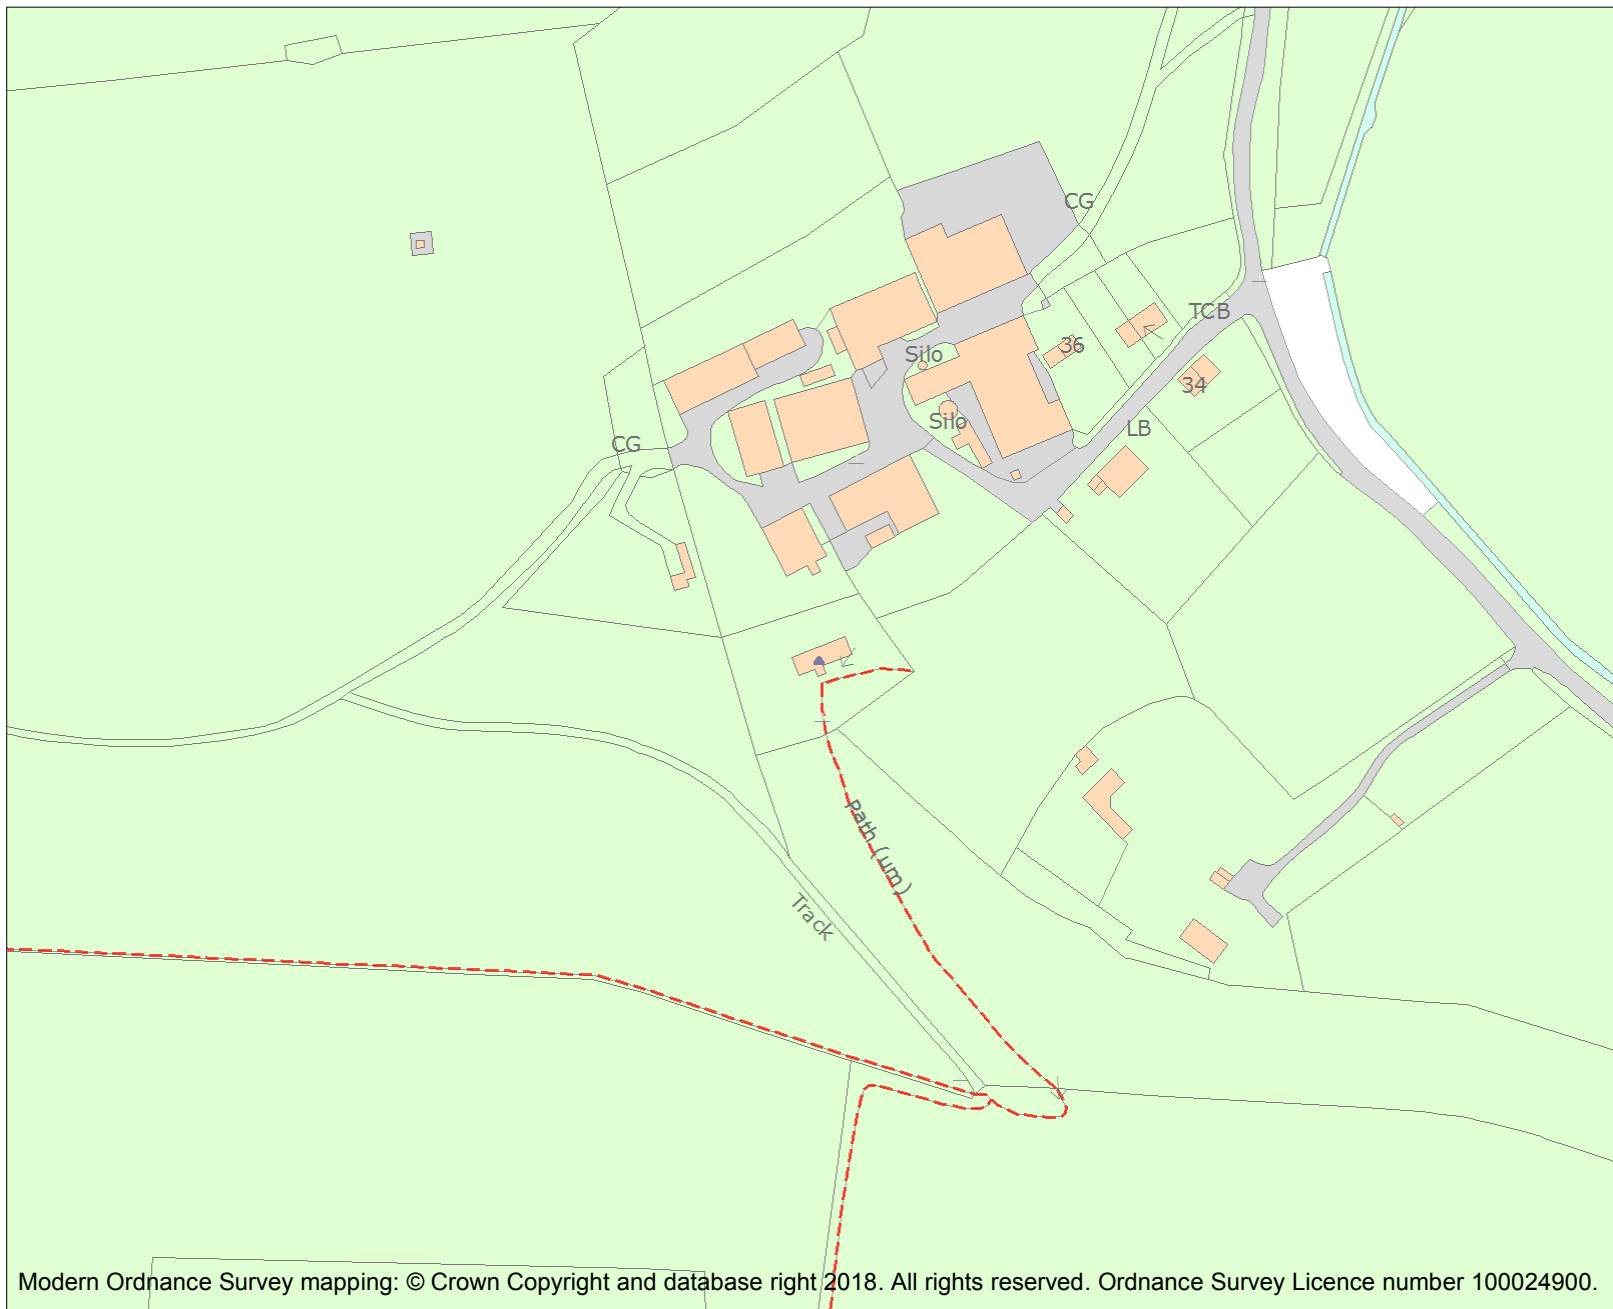 CG
TCB
36
Silo
34
Silo
LB
CG
Path (um)
Track
Modern Ordnance Survey mapping: © Crown Copyright and database right 2018. All rights reserved. Ordnance Survey Licence number 100024900.